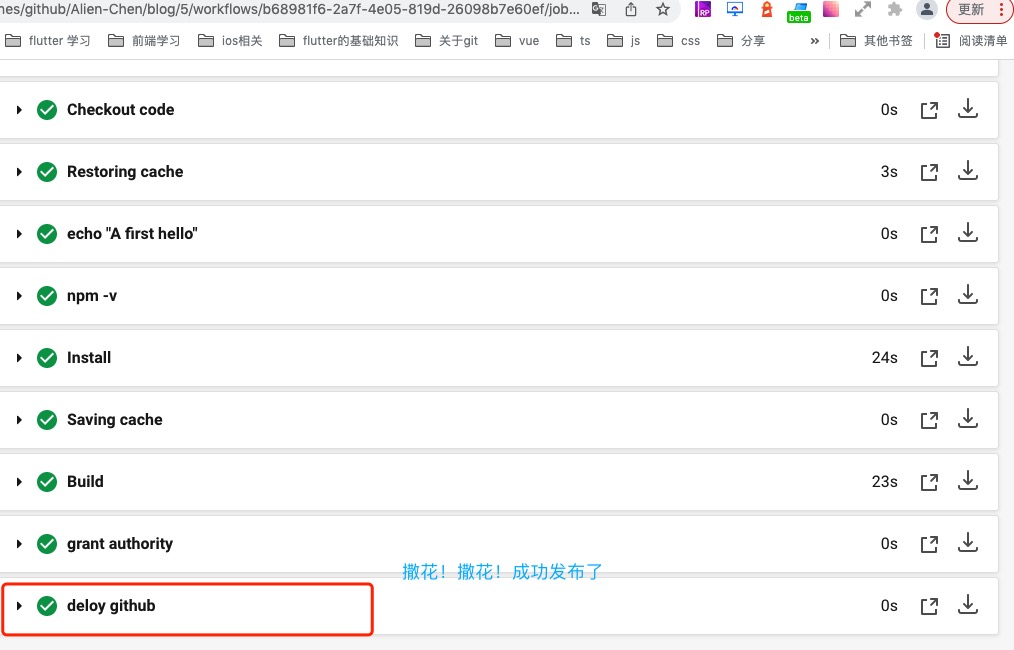 nes/github/Alien-Chen/blog/5/workflows/b68981f6-2a7f-4e05-819d-26098b7e60ef/job...
更新
flutter 学习 前端学习 ios相关 flutter的基础知识 关于git vue ts js css 分享 » 其他书签 阅读清单
RP
beta
Checkout code 0s
Restoring cache 3s
echo "A first hello" 0s
npm -v 0s
Install 24s
Saving cache 0s
Build 23s
grant authority 0s
撒花！撒花！成功发布了
deloy github 0s